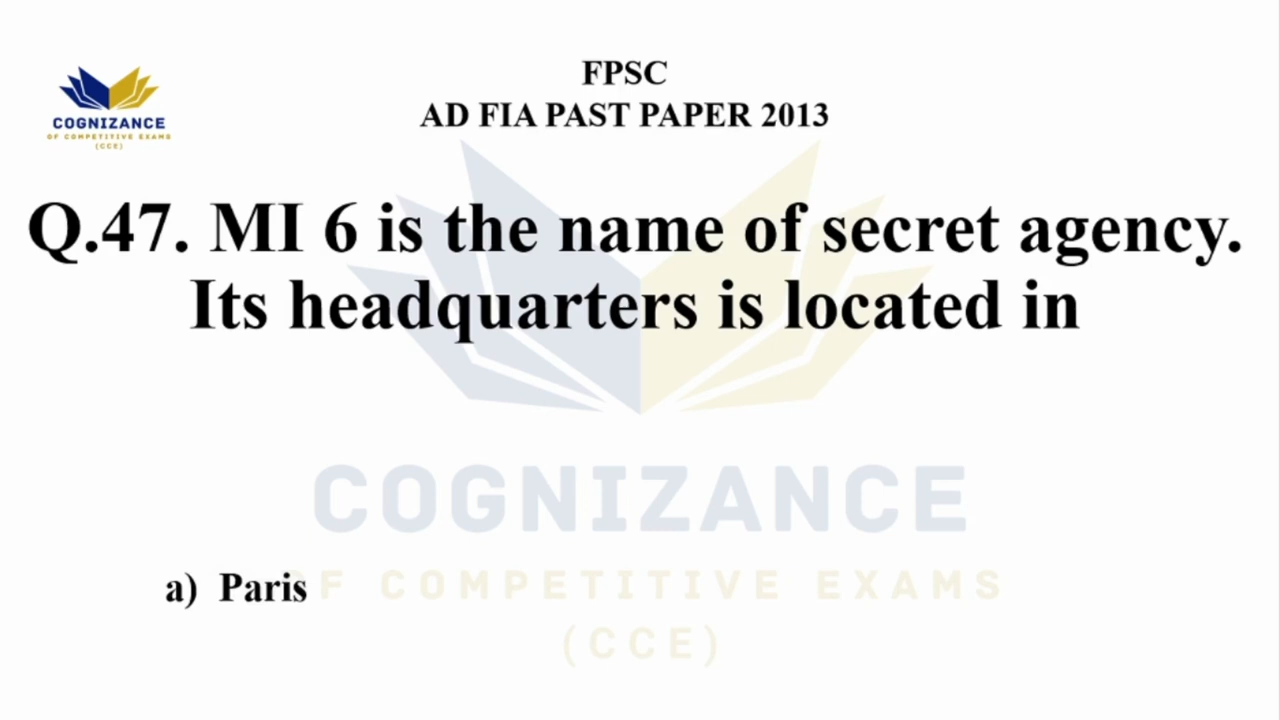 COGNIZANCE
OF COMPETITIVE EXAMS
(CCE)
FPSC
AD FIA PAST PAPER 2013
Q.47. MI 6 is the name of secret agency.
Its headquarters is located in
COGNIZANCE
a) Paris
OF COMPETITIVE EXAMS
(CCE)